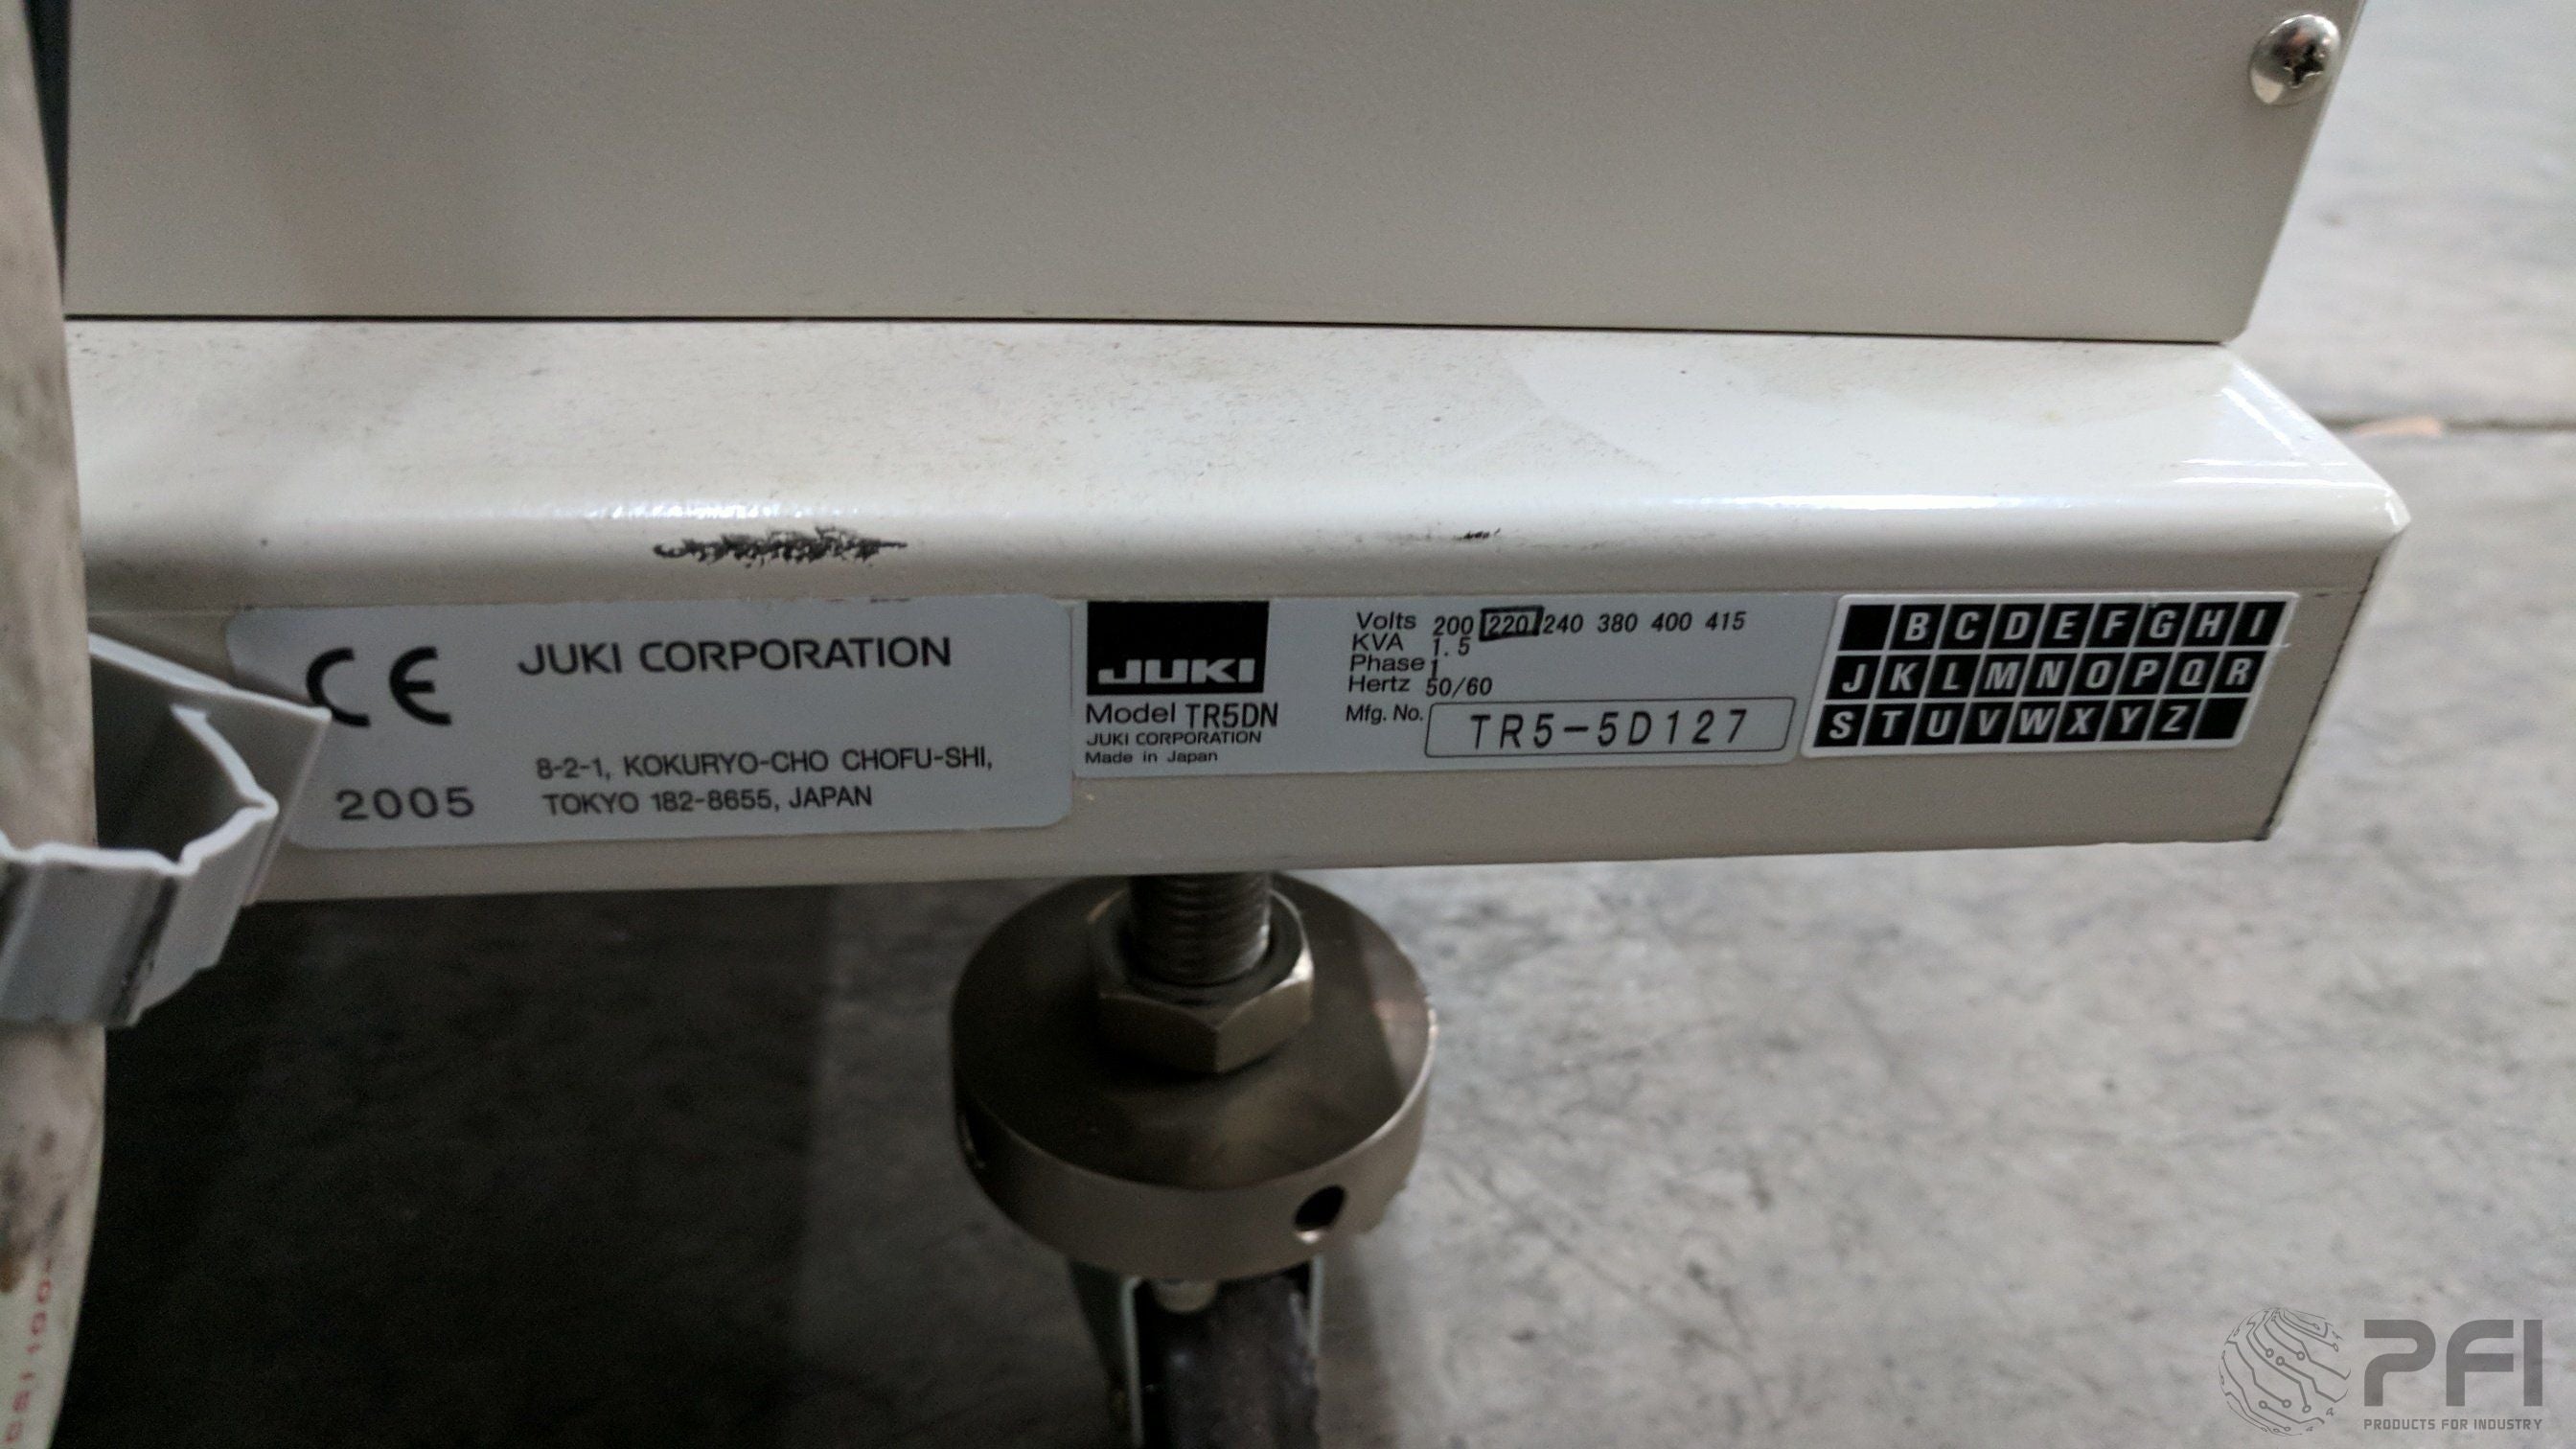 CE
JUKI CORPORATION
8-2-1, KOKURYO-CHO CHOFU-SHI,
2005
TOKYO 182-8655, JAPAN
JUKI
Model TR5DN
JUKI CORPORATION
Made in Japan
Volts 200 220 240 380 400 415
KVA 1.5
Phase 1
Hertz 50/60
Mfg. No. TR5-5D127
B C D E F G H I
J K L M N O P Q R
S T U V W X Y Z
PSI 100
PFI
PRODUCTS FOR INDUSTRY